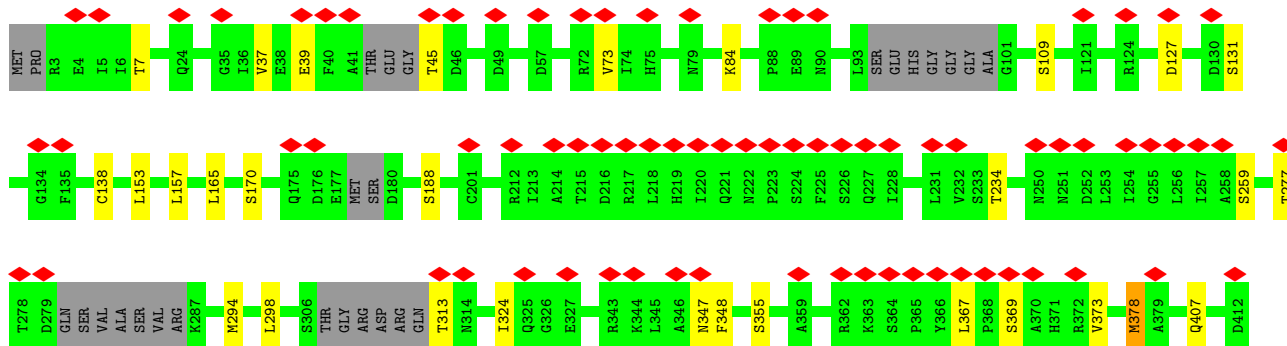 MET PRO R3 E4 I5 I6 T7 Q24 G35 I36 V37 E38 E39 F40 A41 THR GLU GLY T45 D46 D49 D57 R72 V73 I74 H75 N79 K84 P88 E89 N90 L93 SER GLU HIS GLY GLY GLY ALA G101 S109 I121 R124 D127 D130 S131
G134 F135 C138 L153 L157 L165 S170 Q175 D176 E177 MET SER D180 S188 C201 R212 I213 A214 T215 D216 R217 L218 H219 I220 Q221 N222 P223 S224 F225 S226 Q227 I228 L231 V232 S233 T234 N250 N251 D252 L253 I254 G255 L256 I257 A258 S259 T277
T278 D279 GLN SER VAL ALA SER VAL ARG K287 M294 L298 S306 THR GLY ARG ASP ARG GLN T313 N314 I324 Q325 G326 E327 R343 K344 L345 A346 N347 F348 S355 A359 R362 K363 S364 P365 Y366 L367 P368 S369 A370 H371 R372 V373 M378 A379 Q407 D412